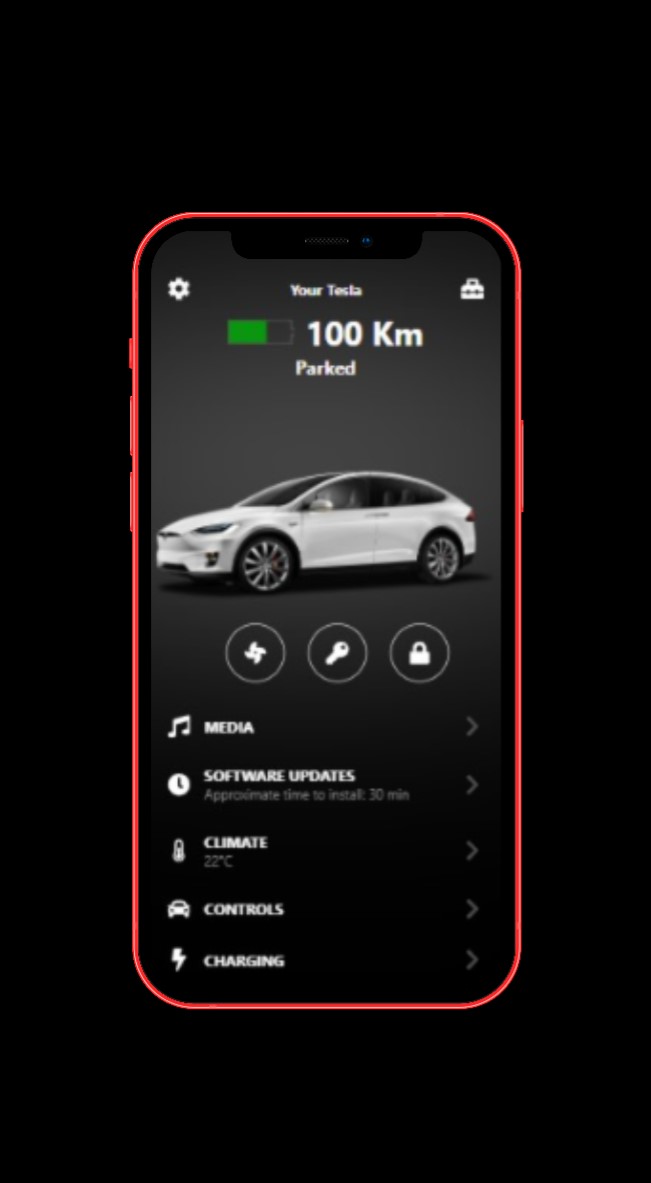 Your Tesla
100 Km
Parked
MEDIA
SOFTWARE UPDATES
Approximate time to install: 30 min
CLIMATE
22°C
CONTROLS
CHARGING